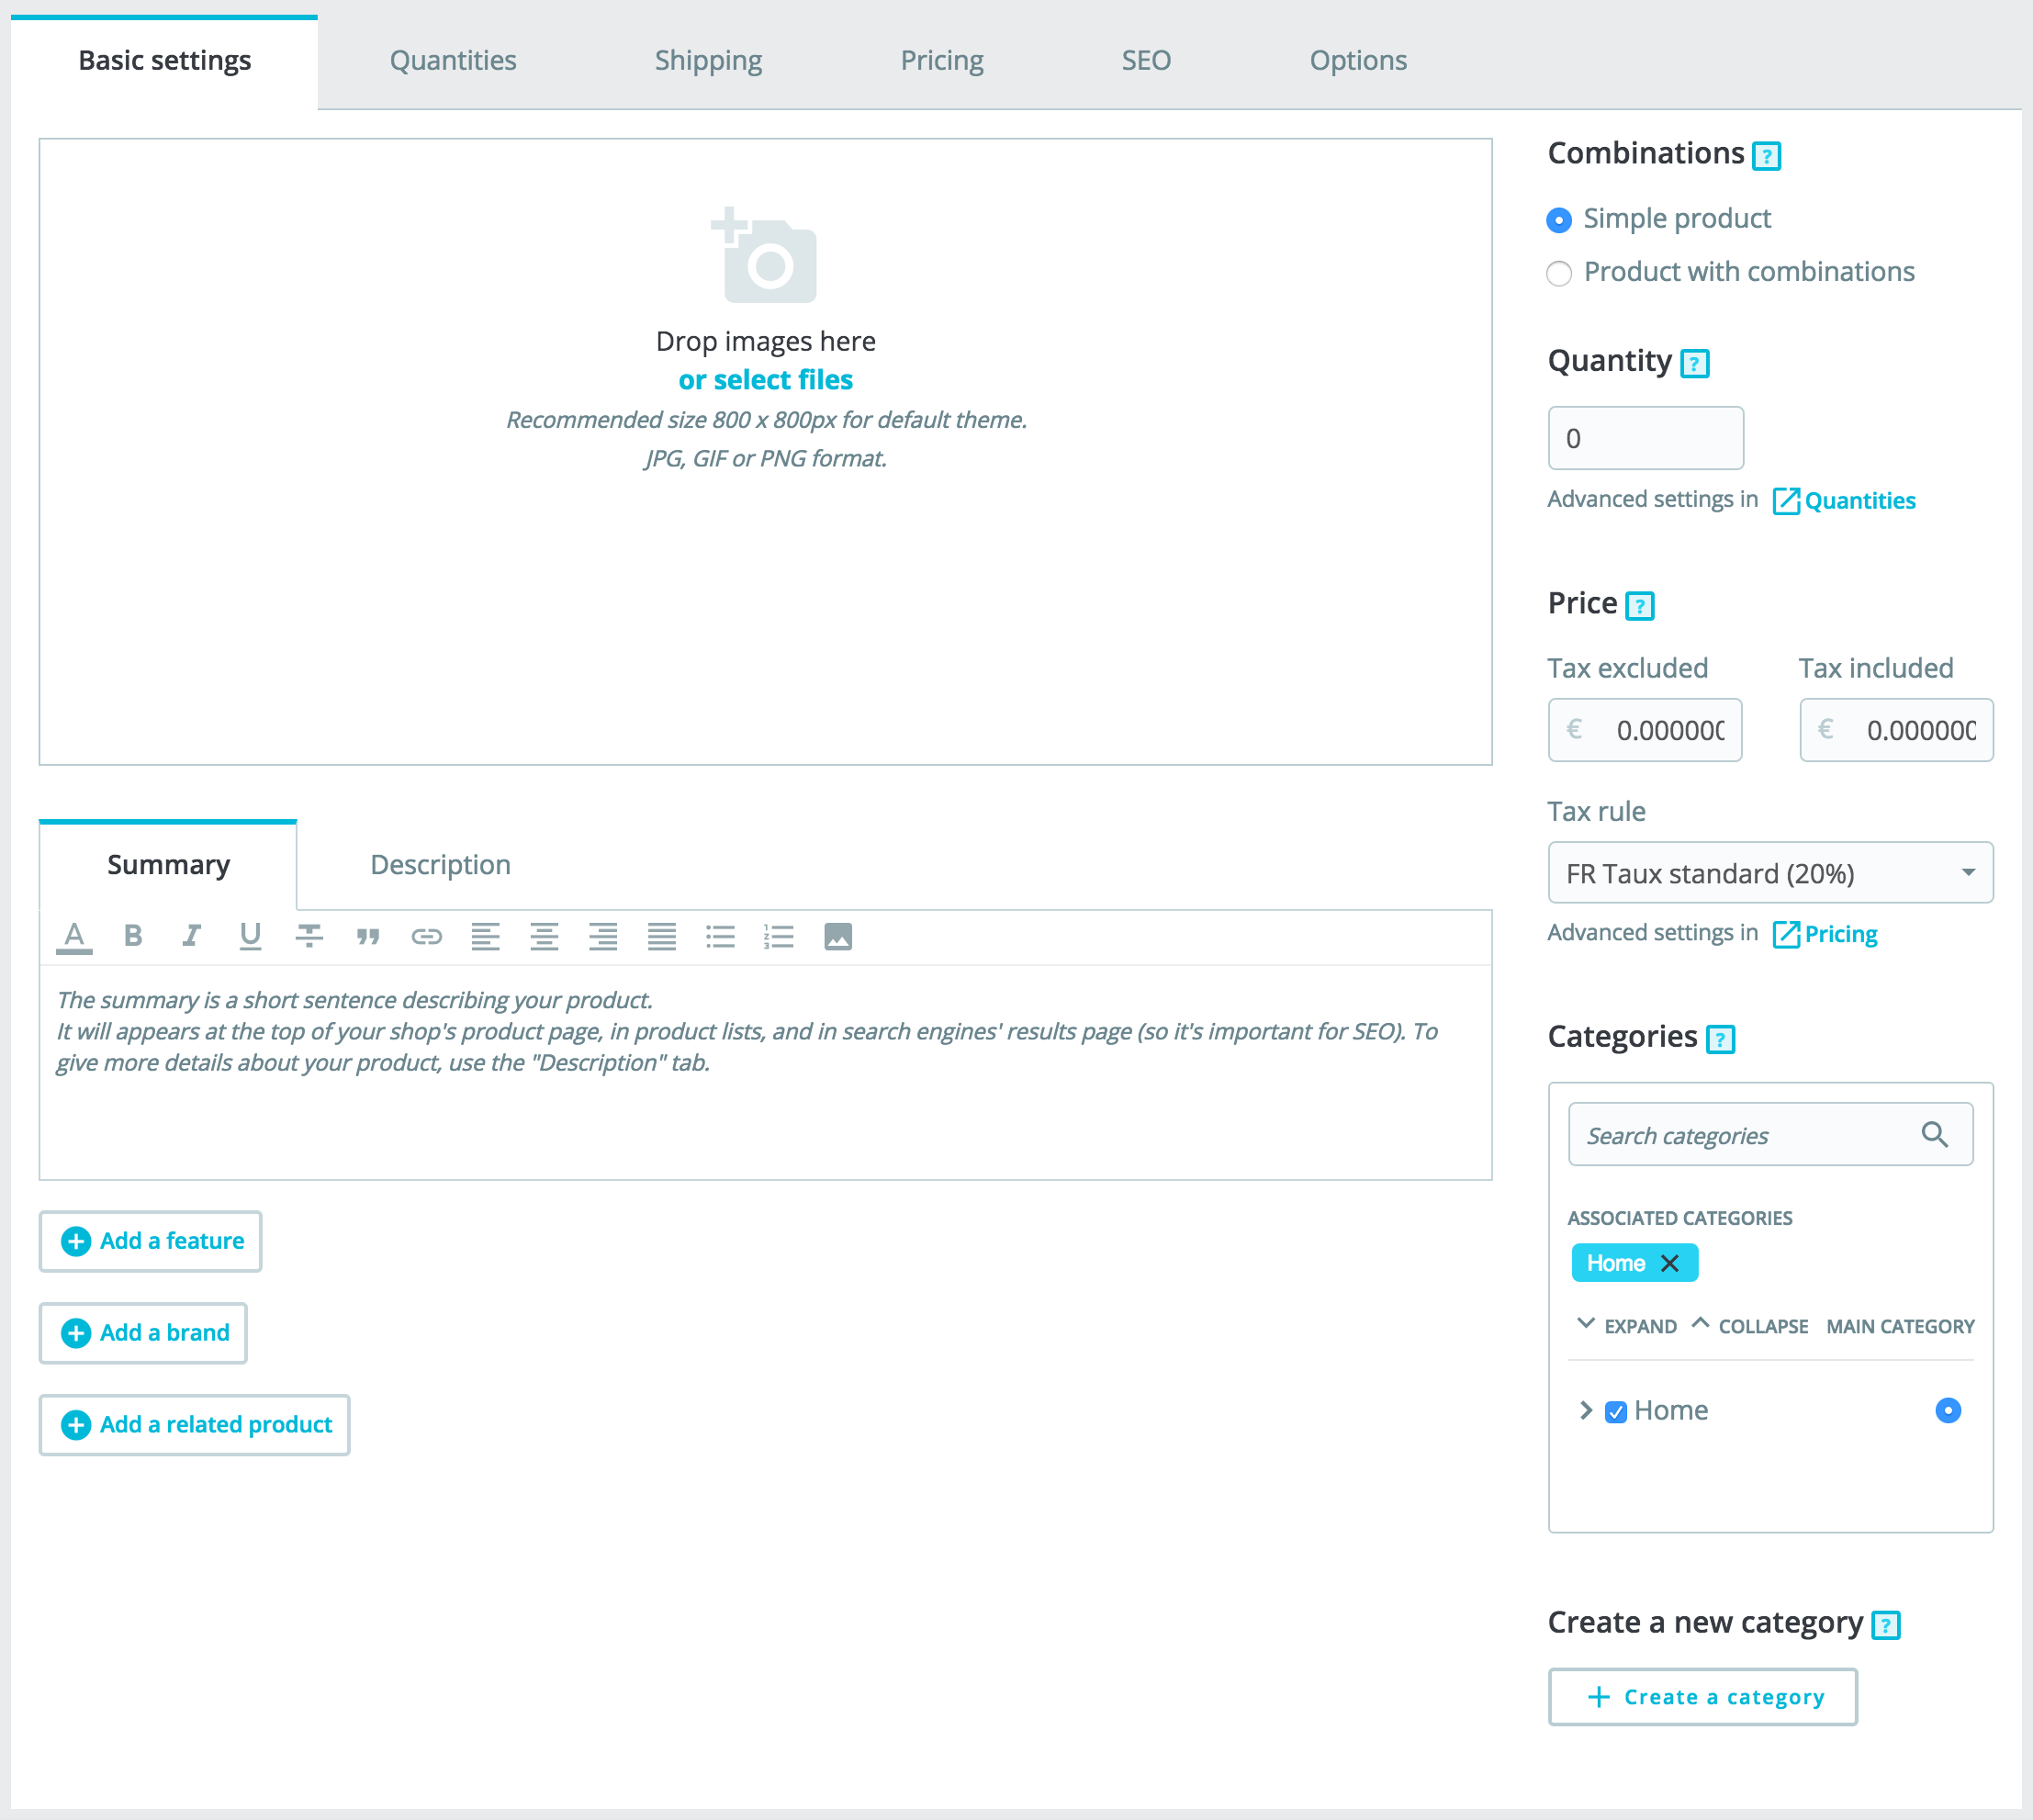 Basic settings Quantities Shipping Pricing SEO Options
Drop images here
or select files
Recommended size 800 x 800px for default theme.
JPG, GIF or PNG format.
Summary Description
A B I U
The summary is a short sentence describing your product.
It will appears at the top of your shop's product page, in product lists, and in search engines' results page (so it's important for SEO). To
give more details about your product, use the "Description" tab.
Add a feature
Add a brand
Add a related product
Combinations ?
Simple product
Product with combinations
Quantity ?
0
Advanced settings in Quantities
Price ?
Tax excluded Tax included
€ 0.000000 € 0.000000
Tax rule
FR Taux standard (20%)
Advanced settings in Pricing
Categories ?
Search categories
ASSOCIATED CATEGORIES
Home
EXPAND COLLAPSE MAIN CATEGORY
Home
Create a new category ?
Create a category